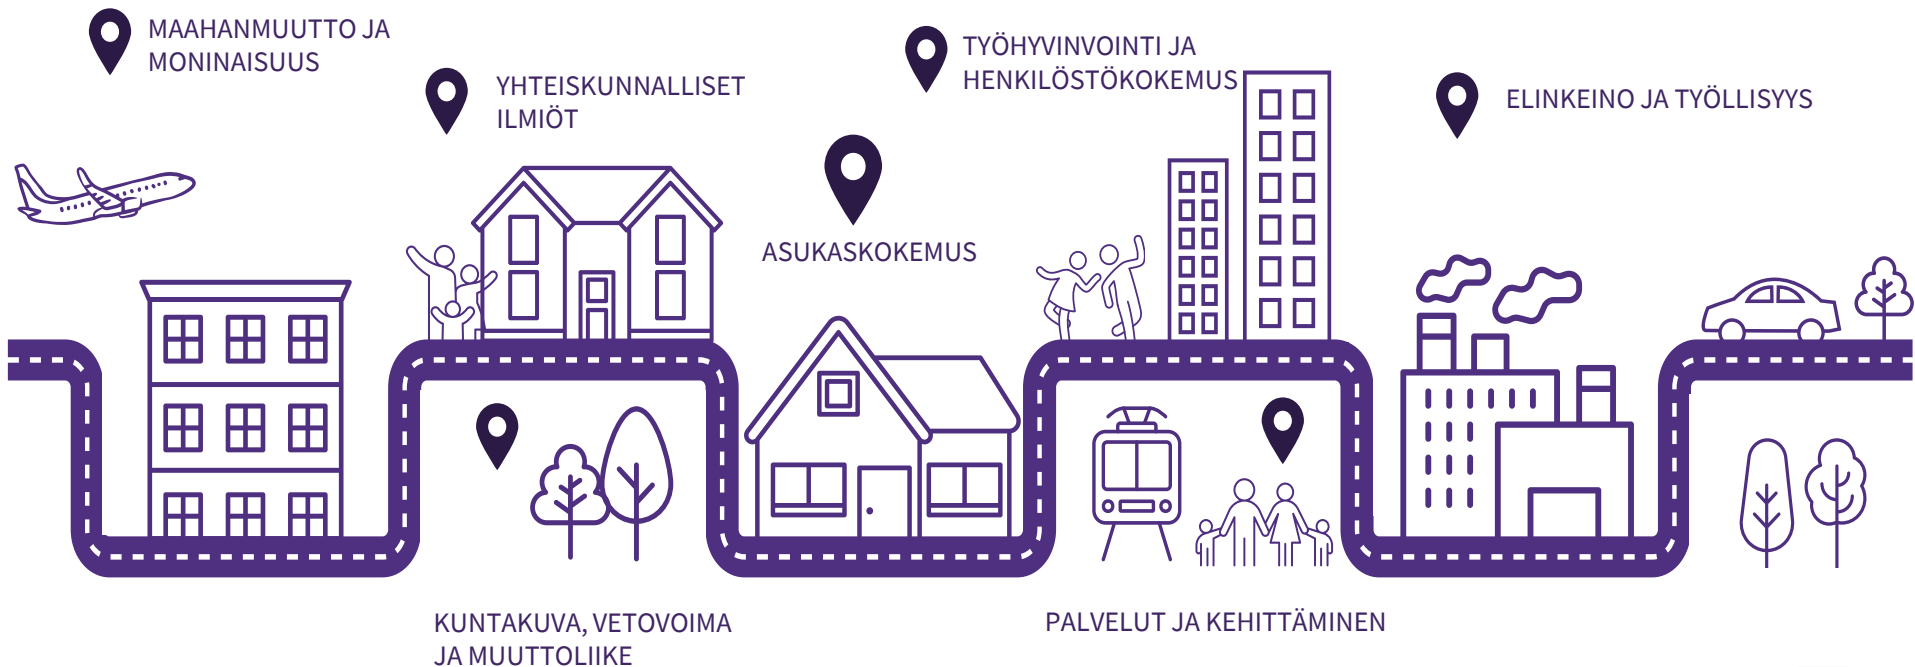 MAAHANMUUTTO JA
MONINAISUUS
YHTEISKUNNALLISET
ILMIÖT
ASUKASKOKEMUS
TYÖHYVINVOINTI JA
HENKILÖSTÖKOKEMUS
ELINKEINO JA TYÖLLISYYS
KUNTAKUVA, VETOVOIMA
JA MUUTTOLIIKE
PALVELUT JA KEHITTÄMINEN